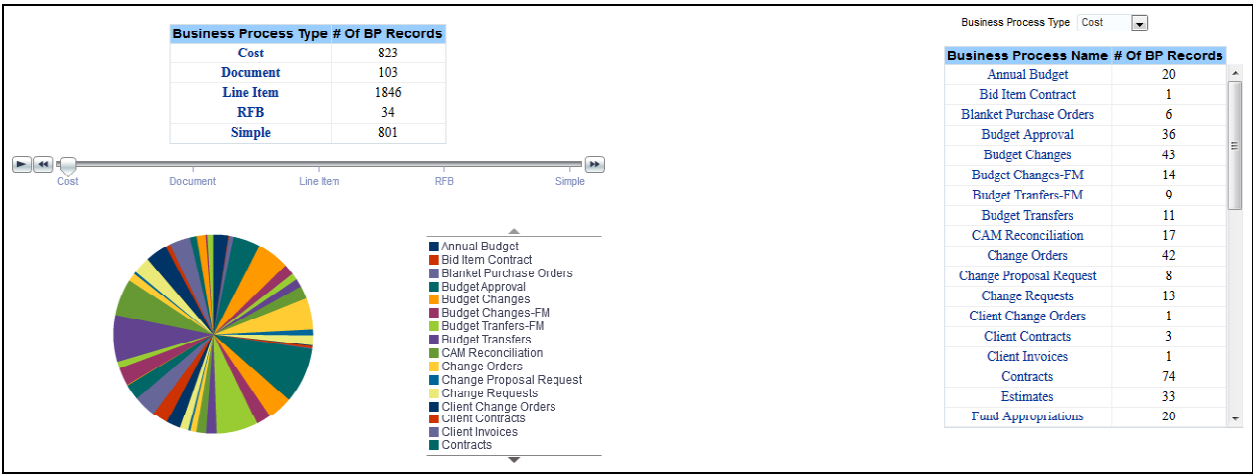 Business Process Type # Of BP Records
Cost 823
Document 103
Line Item 1846
RFB 34
Simple 801
Cost Document Line Item RFB Simple
Annual Budget
Bid Item Contract
Blanket Purchase Orders
Budget Approval
Budget Changes
Budget Changes-FM
Budget Tranfers-FM
Budget Transfers
CAM Reconciliation
Change Orders
Change Proposal Request
Change Requests
Client Change Orders
Client Contracts
Client Invoices
Contracts
Business Process Type Cost
Business Process Name # Of BP Records
Annual Budget 20
Bid Item Contract 1
Blanket Purchase Orders 6
Budget Approval 36
Budget Changes 43
Budget Changes-FM 14
Budget Tranfers-FM 9
Budget Transfers 11
CAM Reconciliation 17
Change Orders 42
Change Proposal Request 8
Change Requests 13
Client Change Orders 1
Client Contracts 3
Client Invoices 1
Contracts 74
Estimates 33
Fund Appropriations 20